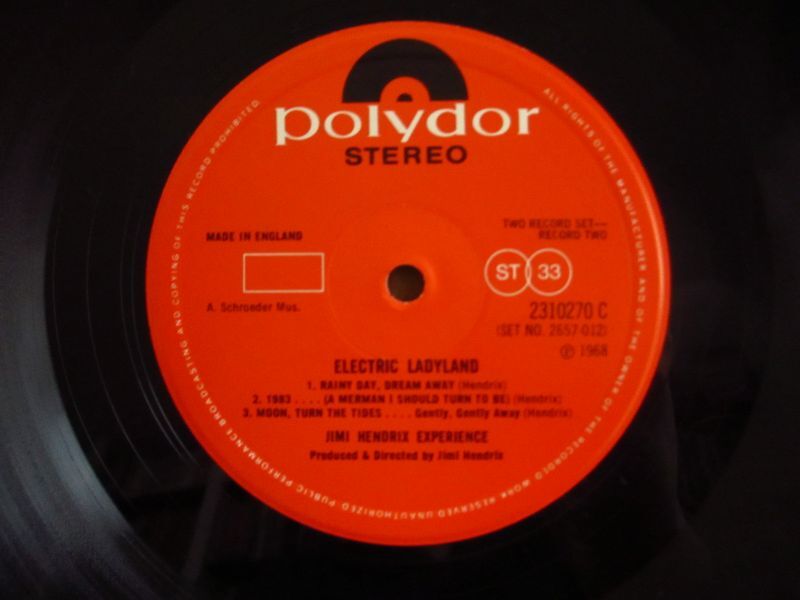 polydor
STEREO
MADE IN ENGLAND
TWO RECORD SET—
RECORD TWO
ST 33
A. Schroeder Mus.
2310270 C
(SET NO. 2657-012)
℗ 1968
ELECTRIC LADYLAND
1. RAINY DAY, DREAM AWAY (Hendrix)
2. 1983 .... (A MERMAN I SHOULD TURN TO BE) (Hendrix)
3. MOON, TURN THE TIDES .... Gently, Gently Away (Hendrix)
JIMI HENDRIX EXPERIENCE
Produced & Directed by Jimi Hendrix
ALL RIGHTS OF THE MANUFACTURER AND OF THE OWNER OF THE RECORDED WORK RESERVED UNAUTHORIZED PUBLIC PERFORMANCE BROADCASTING AND COPYING OF THIS RECORD PROHIBITED.